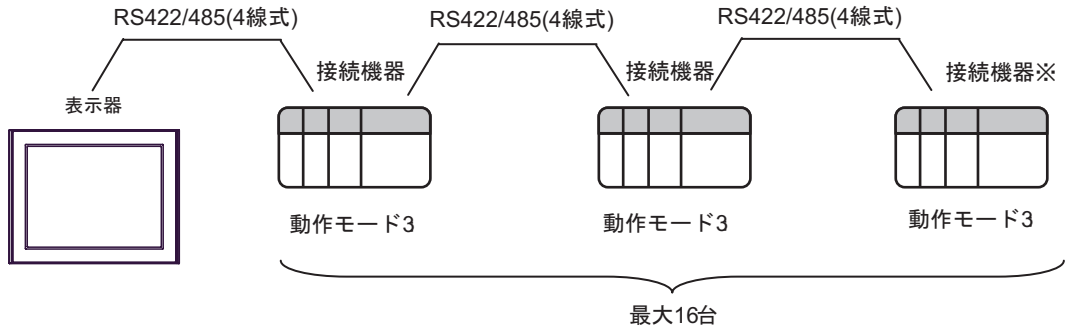 RS422/485(4線式) RS422/485(4線式) RS422/485(4線式)
接続機器 接続機器 接続機器※
表示器
動作モード3 動作モード3 動作モード3
最大16台